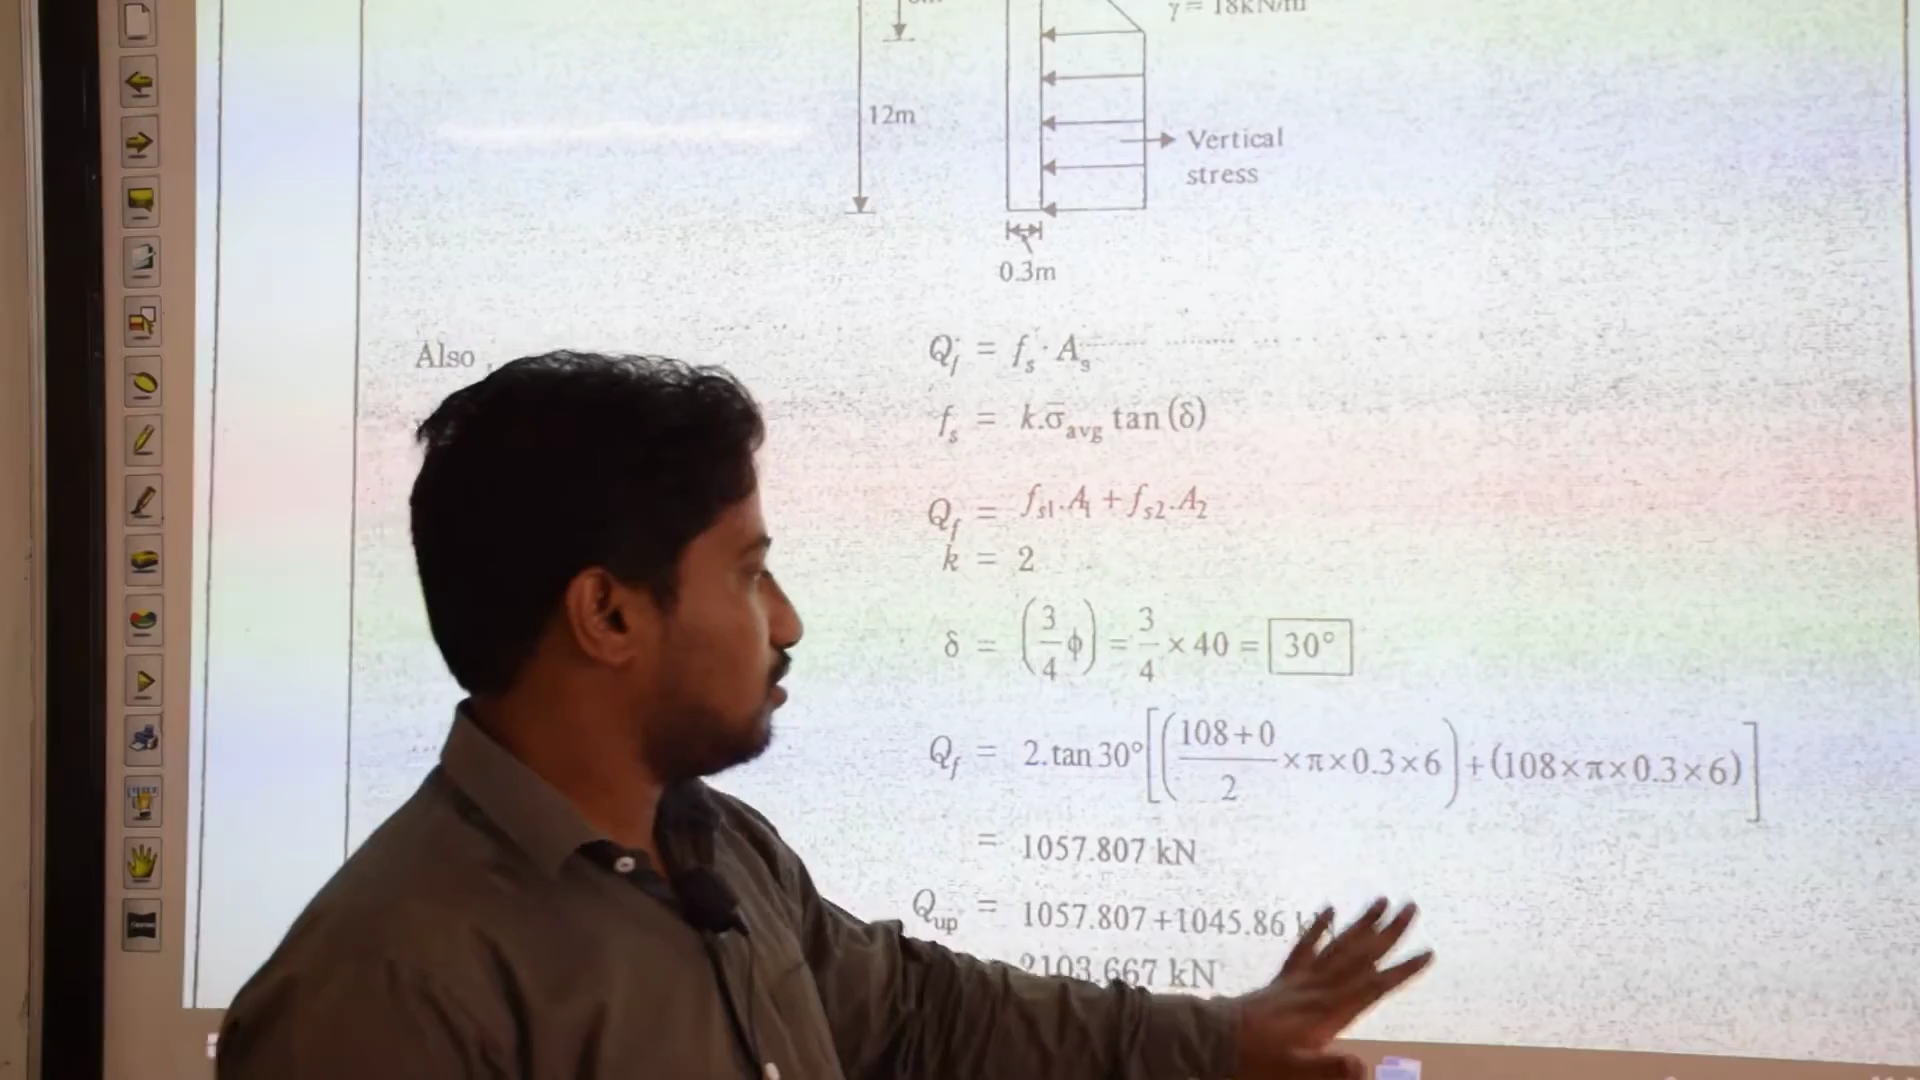 γ = 18kN/m
12m
Vertical
stress
0.3m
Also
Q_f = f_s · A_s
f_s = k.σ̄_avg tan (δ)
Q_f = f_s1.A_1 + f_s2.A_2
k = 2
δ = (3/4 ϕ) = 3/4 × 40 = 30°
Q_f = 2.tan 30° [((108+0)/2 ×π×0.3×6) + (108×π×0.3×6)]
= 1057.807 kN
Q_up = 1057.807+1045.86 kN
2103.667 kN